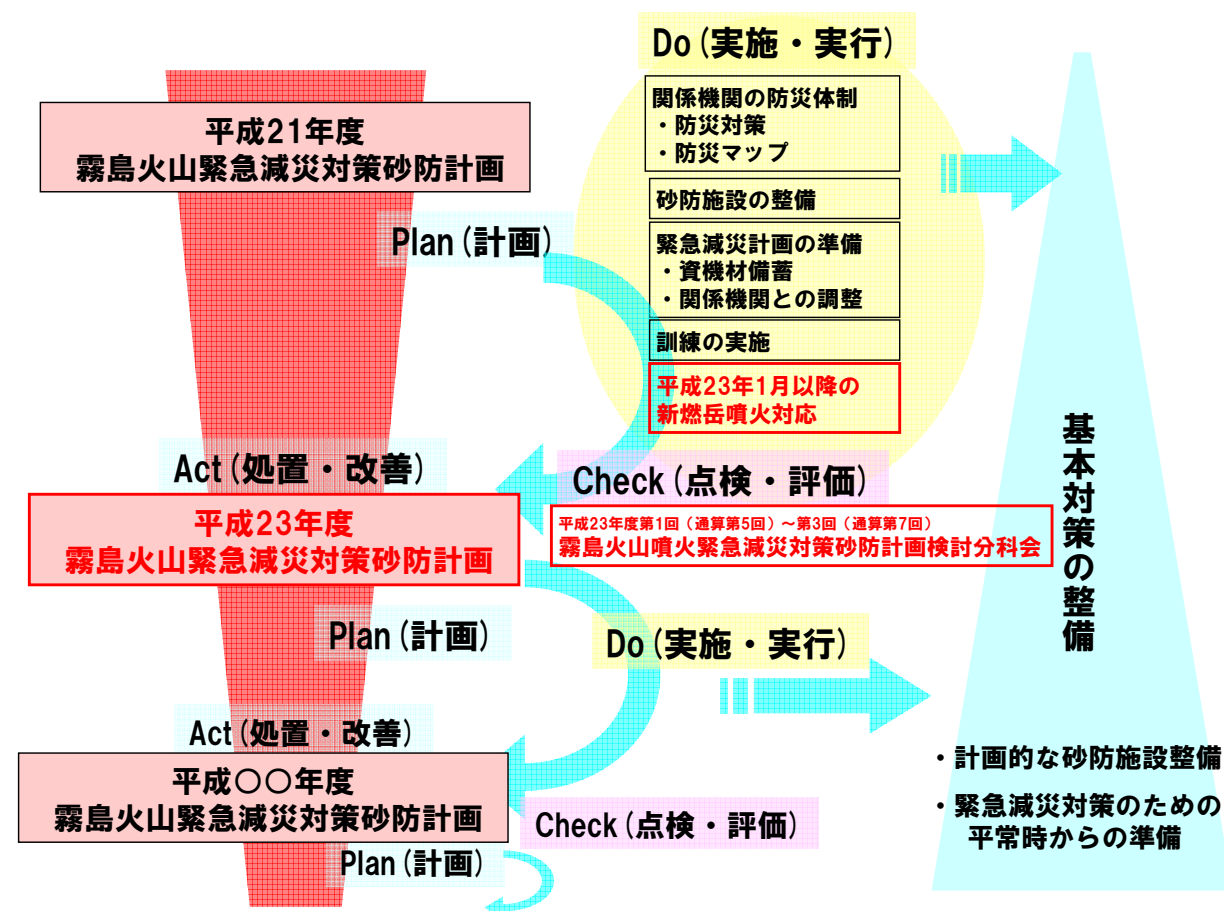 Do(実施・実行)
関係機関の防災体制
・防災対策
・防災マップ
砂防施設の整備
緊急減災計画の準備
・資機材備蓄
・関係機関との調整
訓練の実施
平成23年1月以降の
新燃岳噴火対応
平成21年度
霧島火山緊急減災対策砂防計画
Plan(計画)
Act(処置・改善)
平成23年度
霧島火山緊急減災対策砂防計画
Check(点検・評価)
平成23年度第1回（通算第5回）～第3回（通算第7回）
霧島火山噴火緊急減災対策砂防計画検討分科会
Plan(計画)
Do(実施・実行)
Act(処置・改善)
平成〇〇年度
霧島火山緊急減災対策砂防計画
Check(点検・評価)
Plan(計画)
基本対策の整備
・計画的な砂防施設整備
・緊急減災対策のための
平常時からの準備